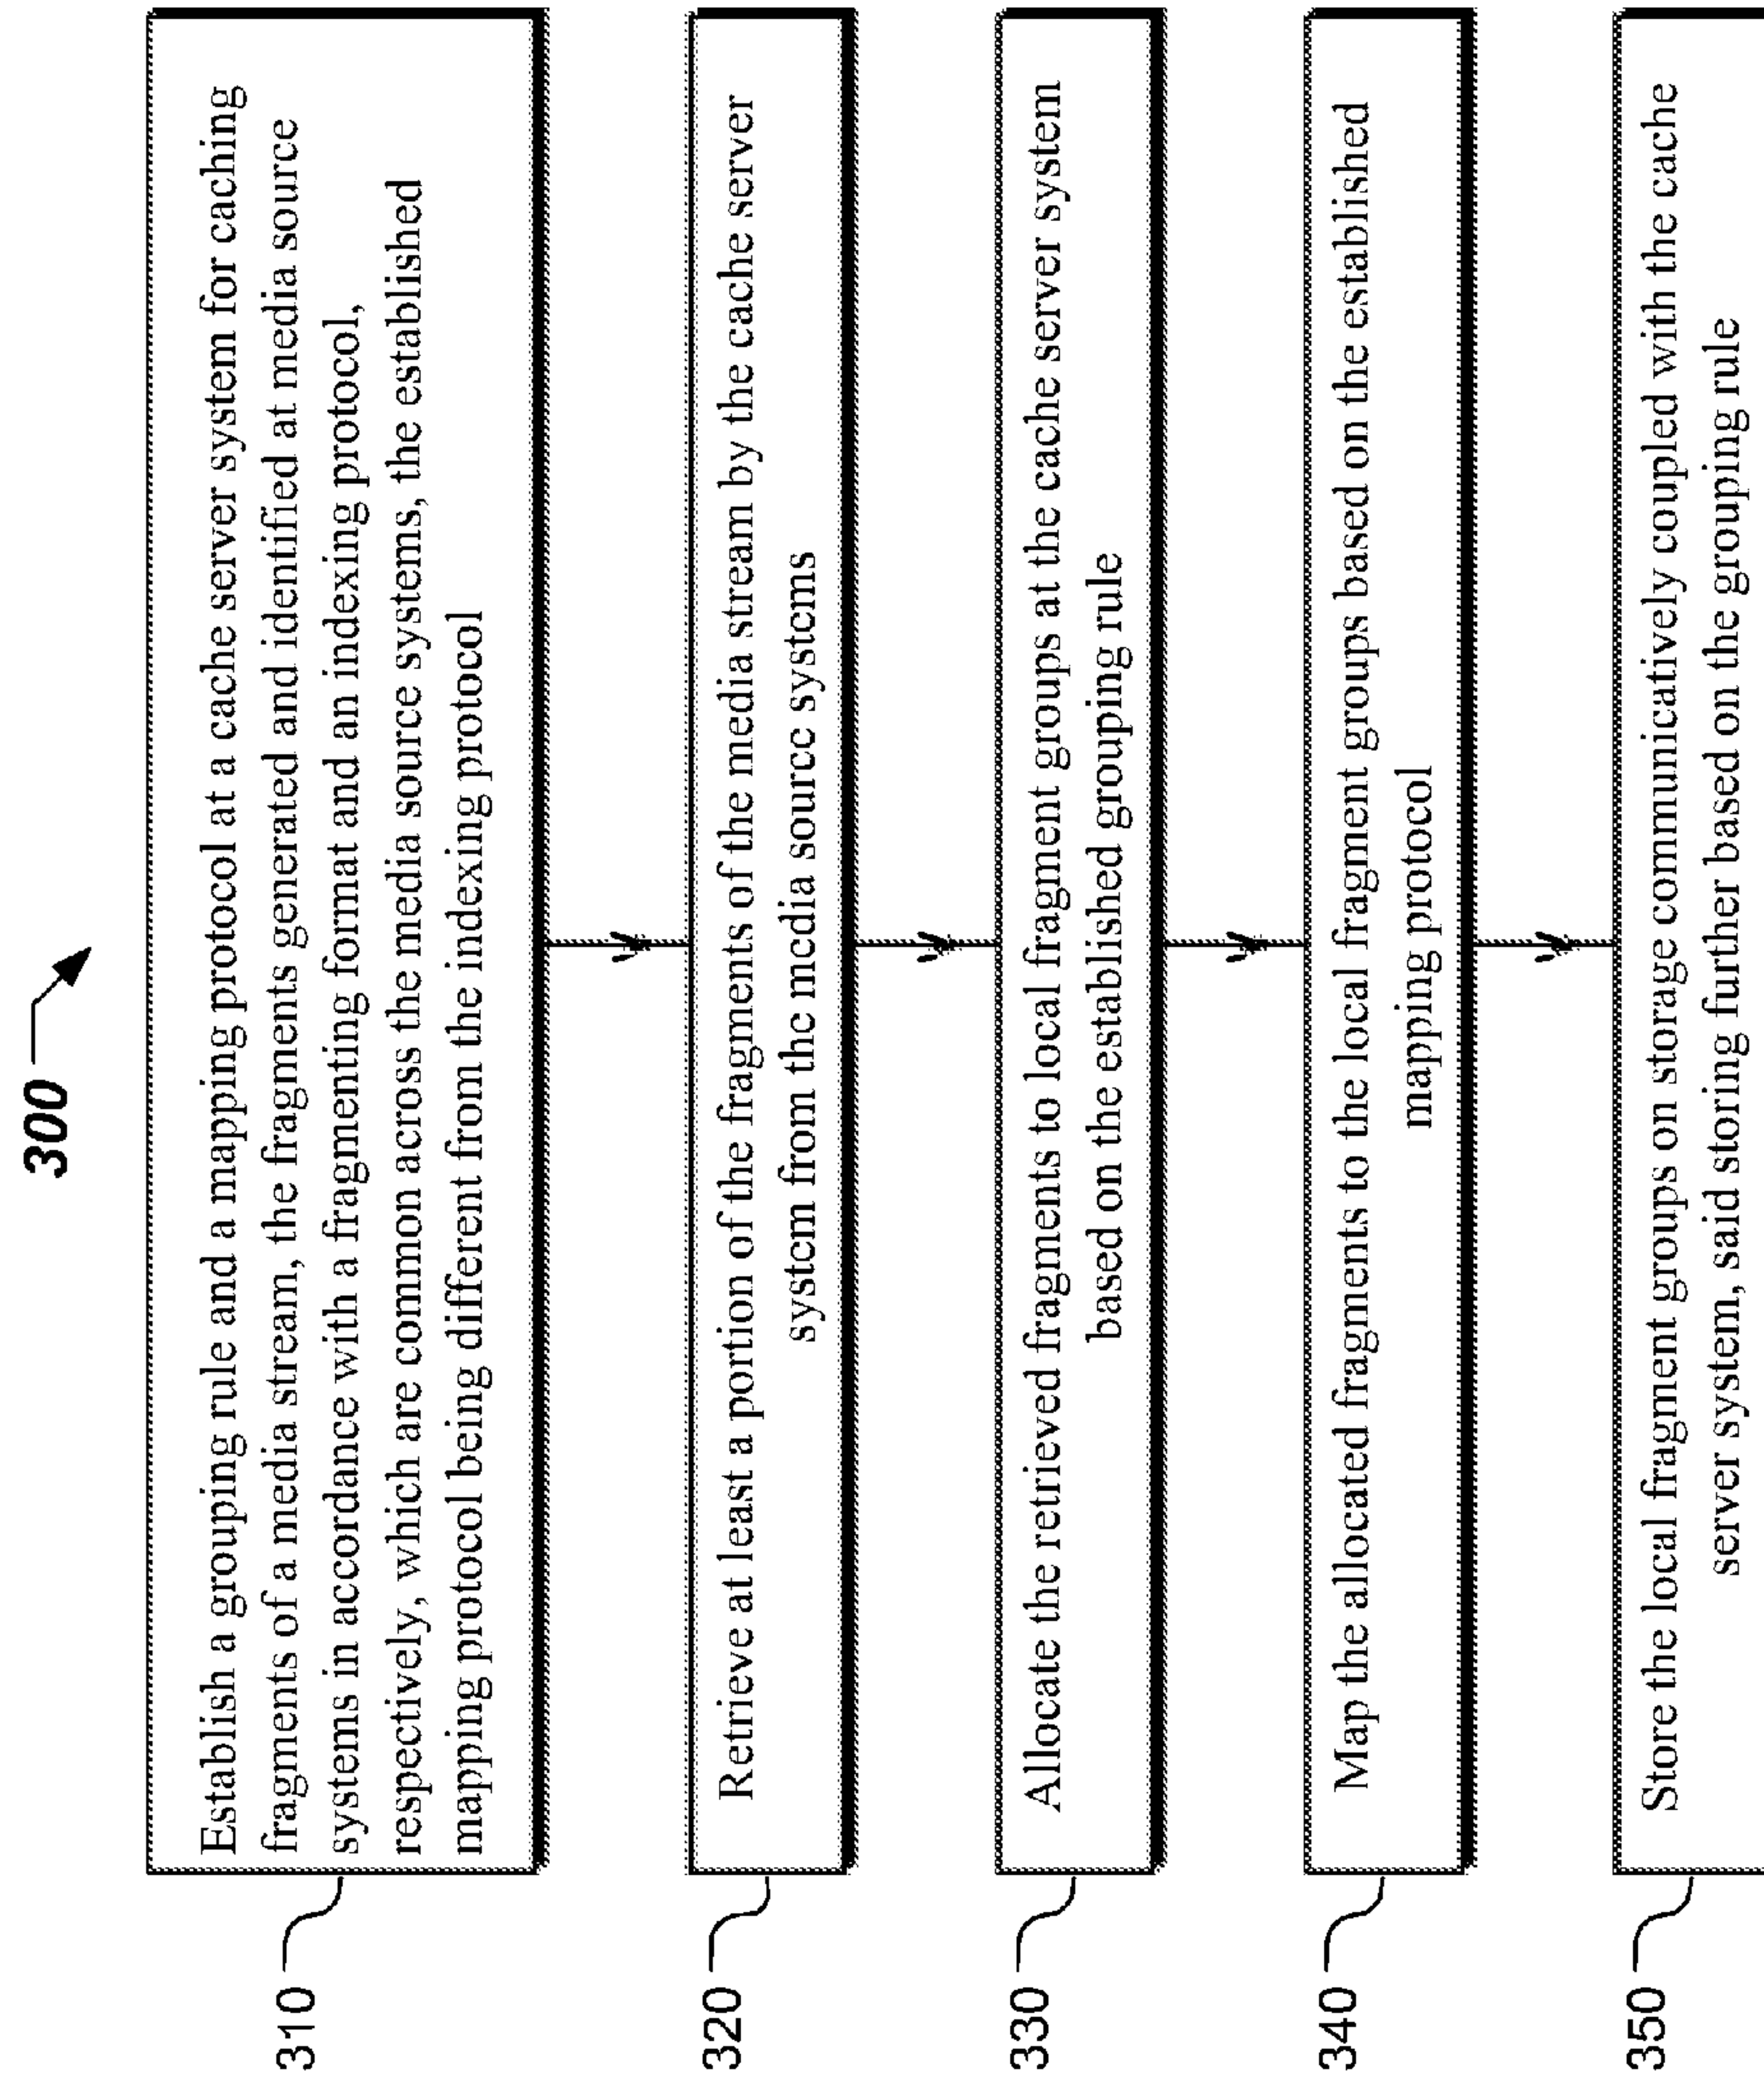 300
310
Establish a grouping rule and a mapping protocol at a cache server system for caching
fragments of a media stream, the fragments generated and identified at media source
systems in accordance with a fragmenting format and an indexing protocol,
respectively, which are common across the media source systems, the established
mapping protocol being different from the indexing protocol
320
Retrieve at least a portion of the fragments of the media stream by the cache server
system from the media source systems
330
Allocate the retrieved fragments to local fragment groups at the cache server system
based on the established grouping rule
340
Map the allocated fragments to the local fragment groups based on the established
mapping protocol
350
Store the local fragment groups on storage communicatively coupled with the cache
server system, said storing further based on the grouping rule